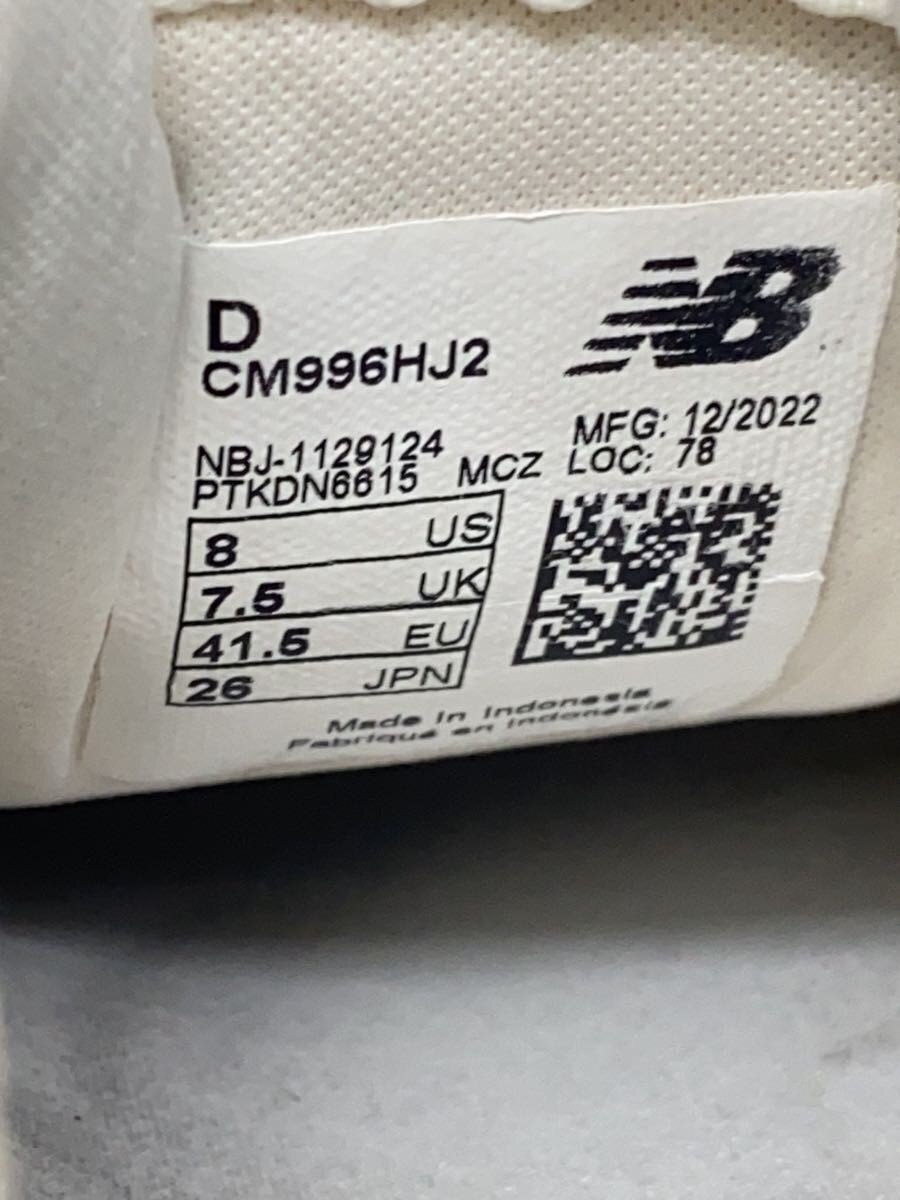 D
NB
CM996HJ2
NBJ-1129124
MFG: 12/2022
PTKDN6615 MCZ LOC: 78
8 US
7.5 UK
41.5 EU
26 JPN
Made in Indonesia
Fabriqué en Indonésie